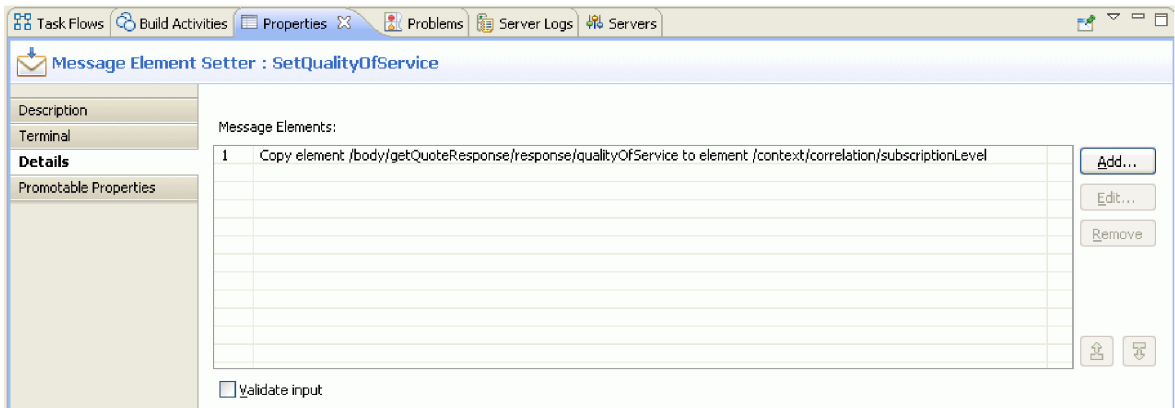 Task Flows Build Activities Properties Problems Server Logs Servers
Message Element Setter : SetQualityOfService
Description
Terminal
Details
Promotable Properties
Message Elements:
1 Copy element /body/getQuoteResponse/response/qualityOfService to element /context/correlation/subscriptionLevel
Add...
Edit...
Remove
Validate input